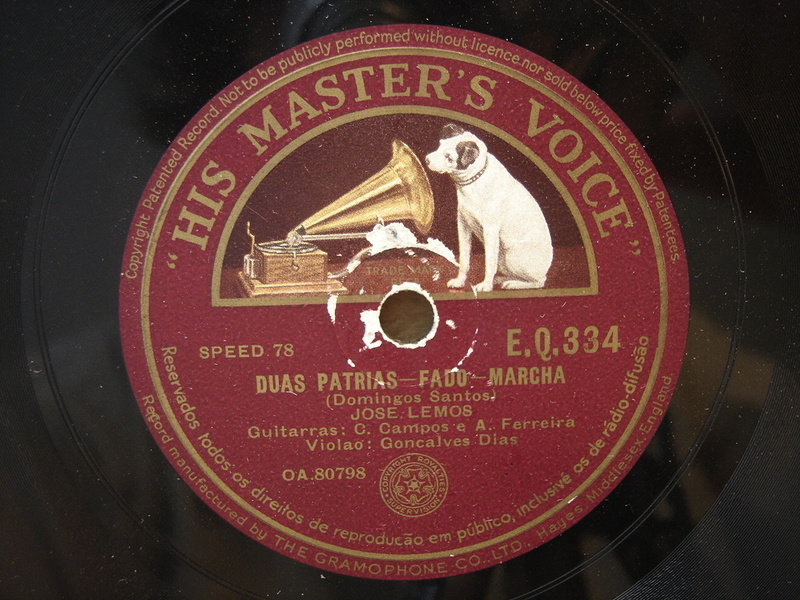 Copyright Patented Record. Not to be publicly performed without licence nor sold below price fixed by Patentees.
"HIS MASTER'S VOICE"
TRADE MARK
SPEED 78
E.Q.334
DUAS PATRIAS—FADO—MARCHA
(Domingos Santos)
JOSE LEMOS
Guitarras: C. Campos e A. Ferreira
Violao: Goncalves Dias
OA.80798
COPYRIGHT ROYALTIES
SUPERVISION
Reservados todos os direitos de reprodução em público, inclusivé os de rádio-difusão
Record manufactured by THE GRAMOPHONE CO., LTD. Hayes, Middlesex, England